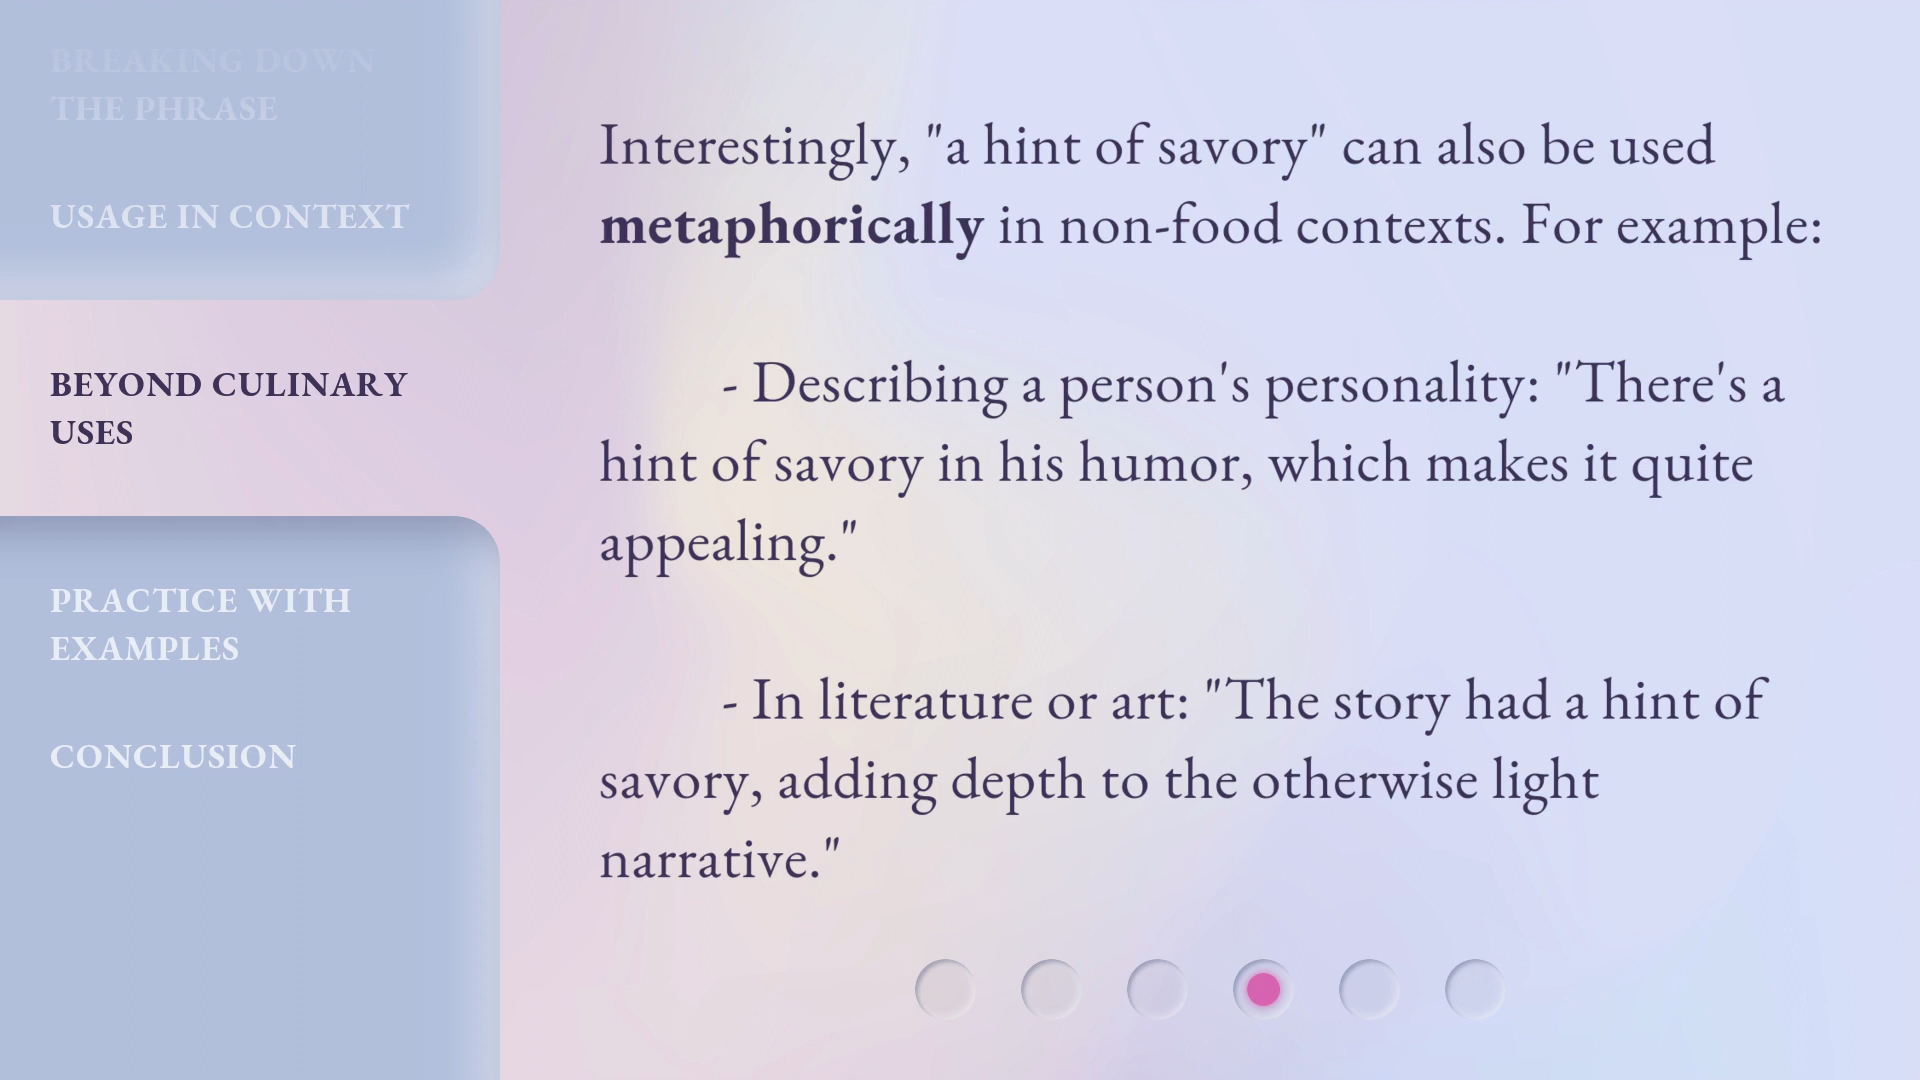 BREAKING DOWN
THE PHRASE
USAGE IN CONTEXT
BEYOND CULINARY
USES
PRACTICE WITH
EXAMPLES
CONCLUSION
Interestingly, "a hint of savory" can also be used
metaphorically in non-food contexts. For example:
- Describing a person's personality: "There's a
hint of savory in his humor, which makes it quite
appealing."
- In literature or art: "The story had a hint of
savory, adding depth to the otherwise light
narrative."